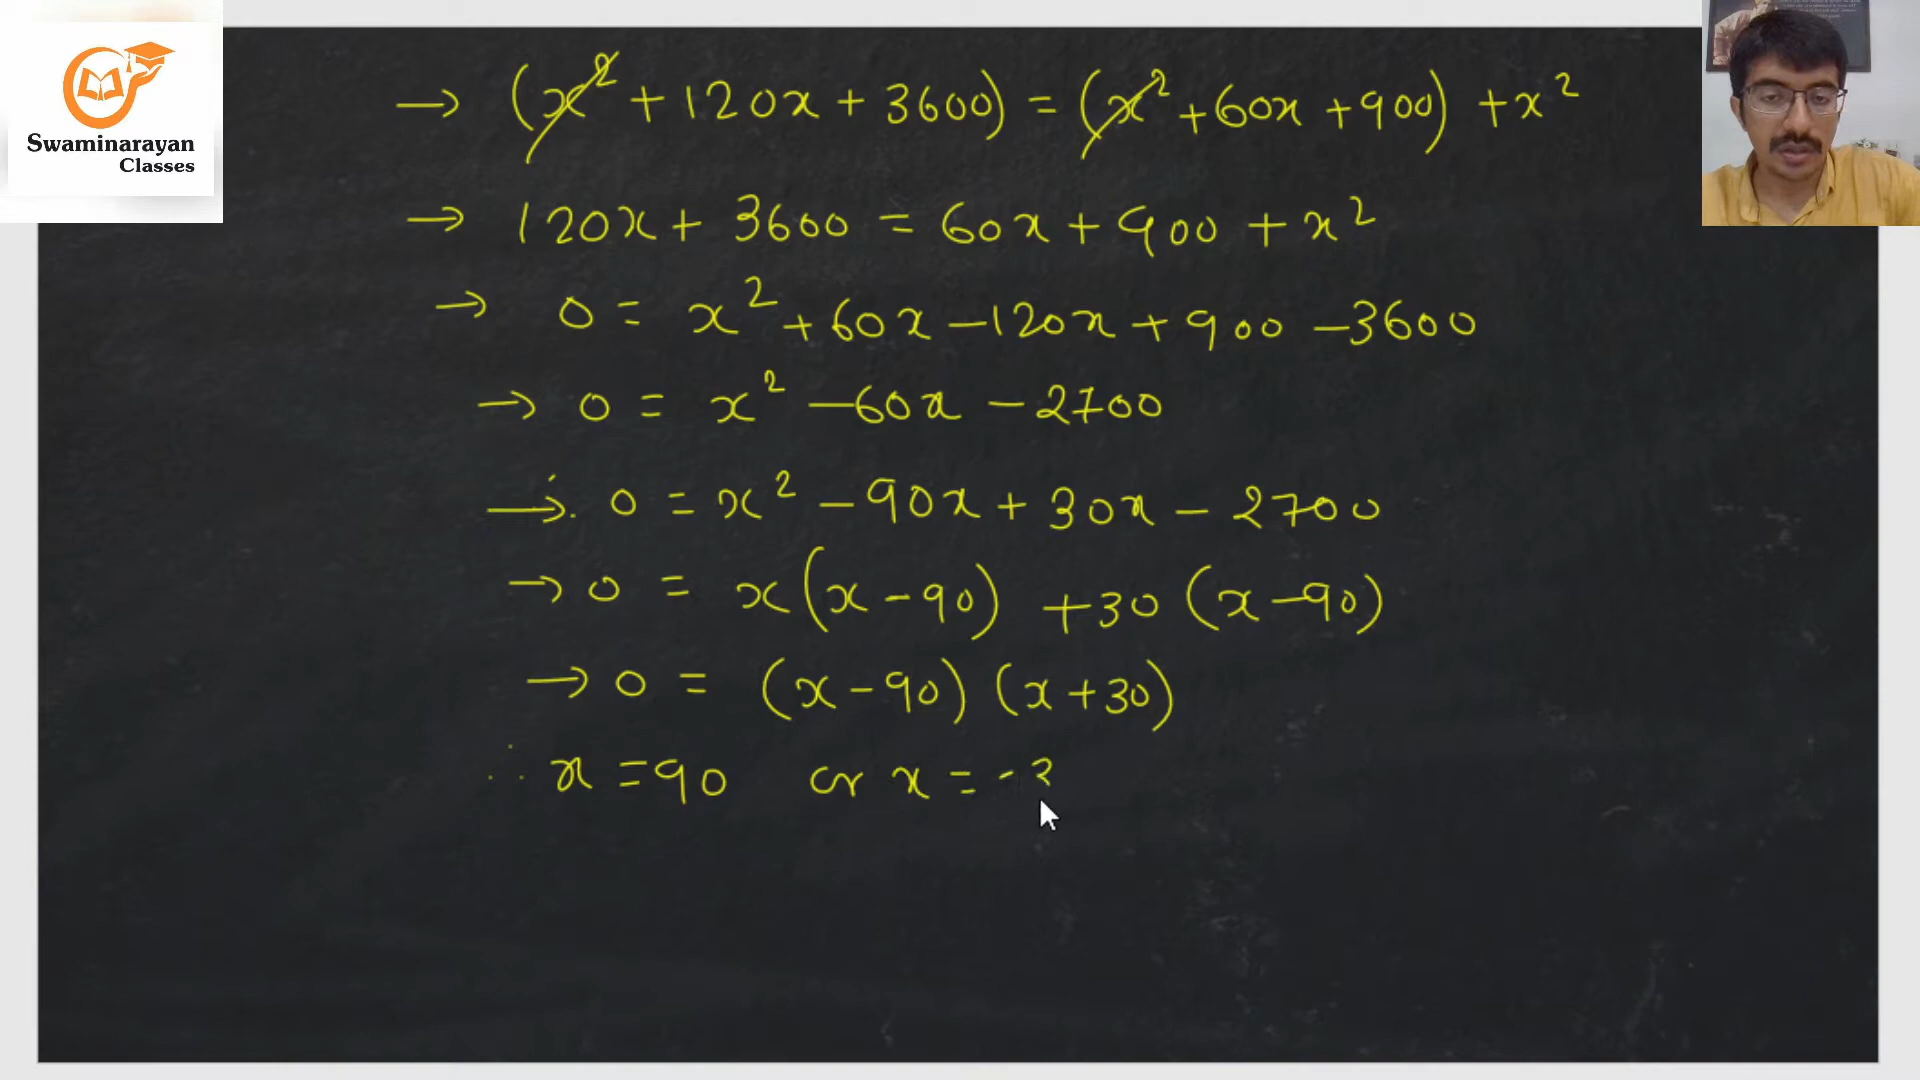 Swaminarayan
Classes
→ (x² + 120x + 3600) = (x² + 60x + 900) + x²
→ 120x + 3600 = 60x + 900 + x²
→ 0 = x² + 60x - 120x + 900 - 3600
→ 0 = x² - 60x - 2700
→ 0 = x² - 90x + 30x - 2700
→ 0 = x(x - 90) + 30(x - 90)
→ 0 = (x - 90)(x + 30)
∴ x = 90 or x = -3